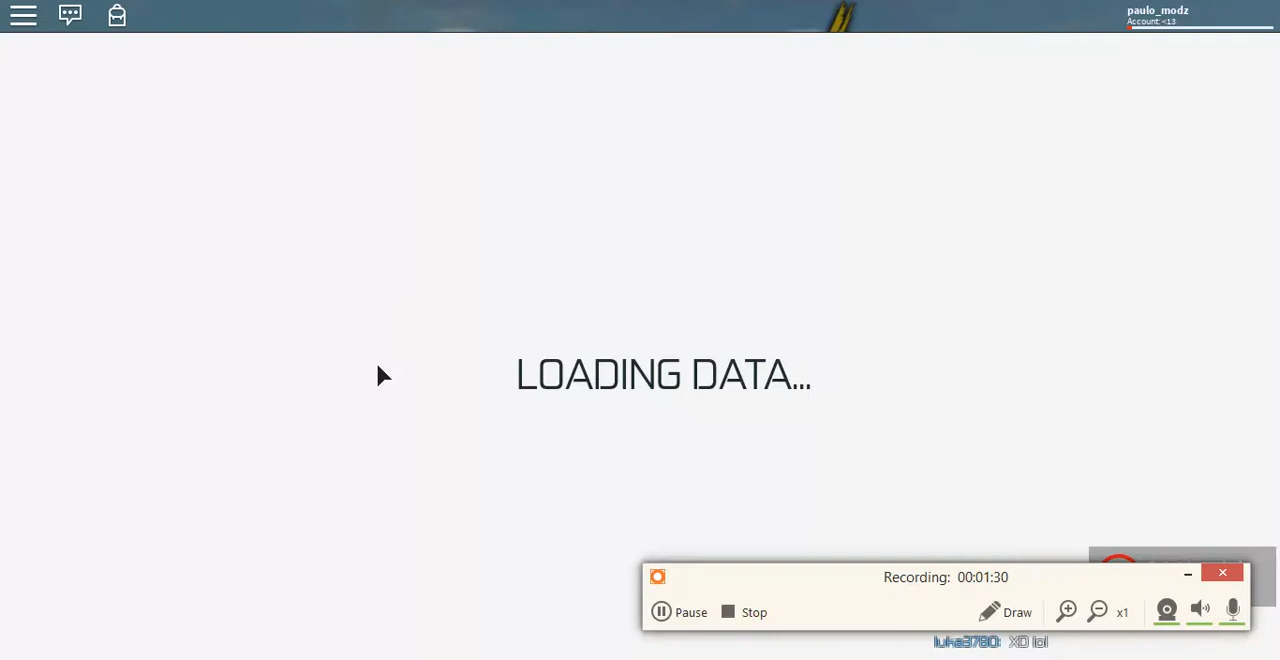 paulo_modz
Account: <13
LOADING DATA...
Recording: 00:01:30
Pause Stop Draw x1
luka3780: XD lol